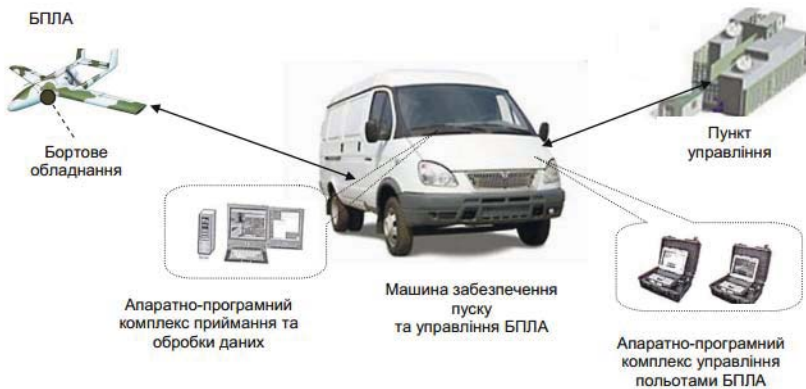 БПЛА
Бортове
обладнання
Пункт
управління
Апаратно-програмний
комплекс приймання та
обробки даних
Машина забезпечення
пуску
та управління БПЛА
Апаратно-програмний
комплекс управління
польотами БПЛА